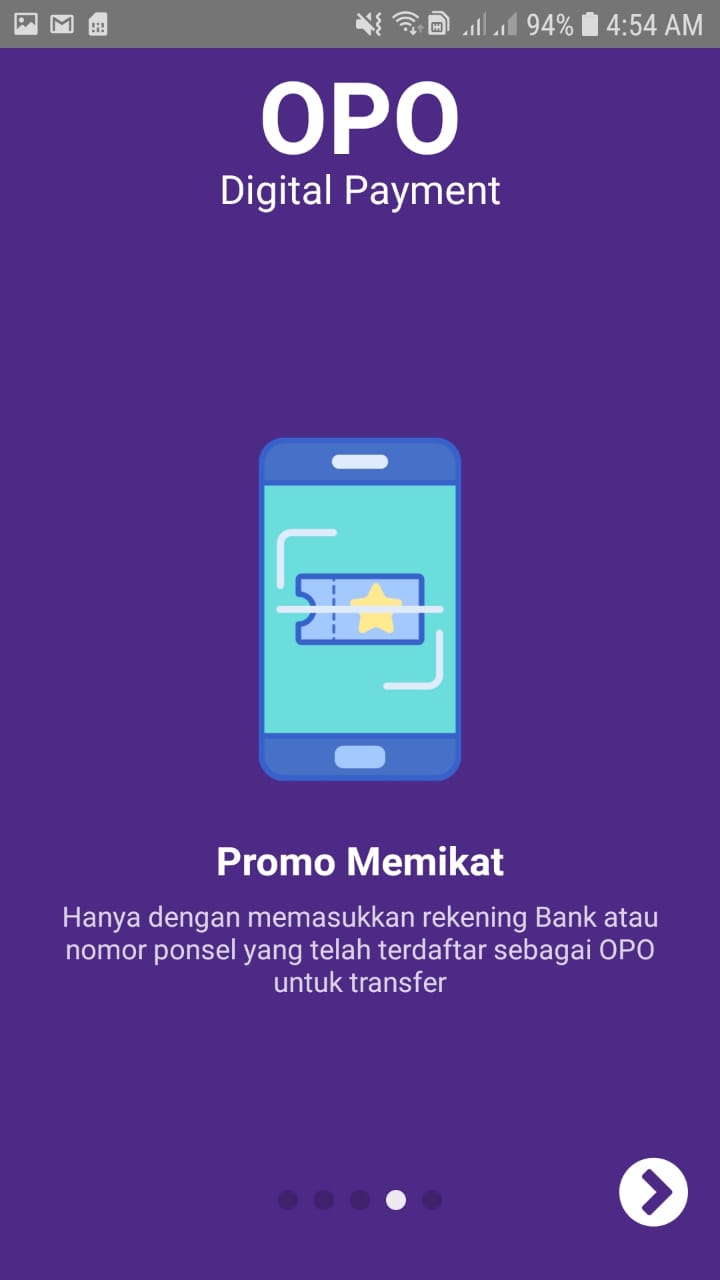 94% 4:54 AM
OPO
Digital Payment
Promo Memikat
Hanya dengan memasukkan rekening Bank atau
nomor ponsel yang telah terdaftar sebagai OPO
untuk transfer